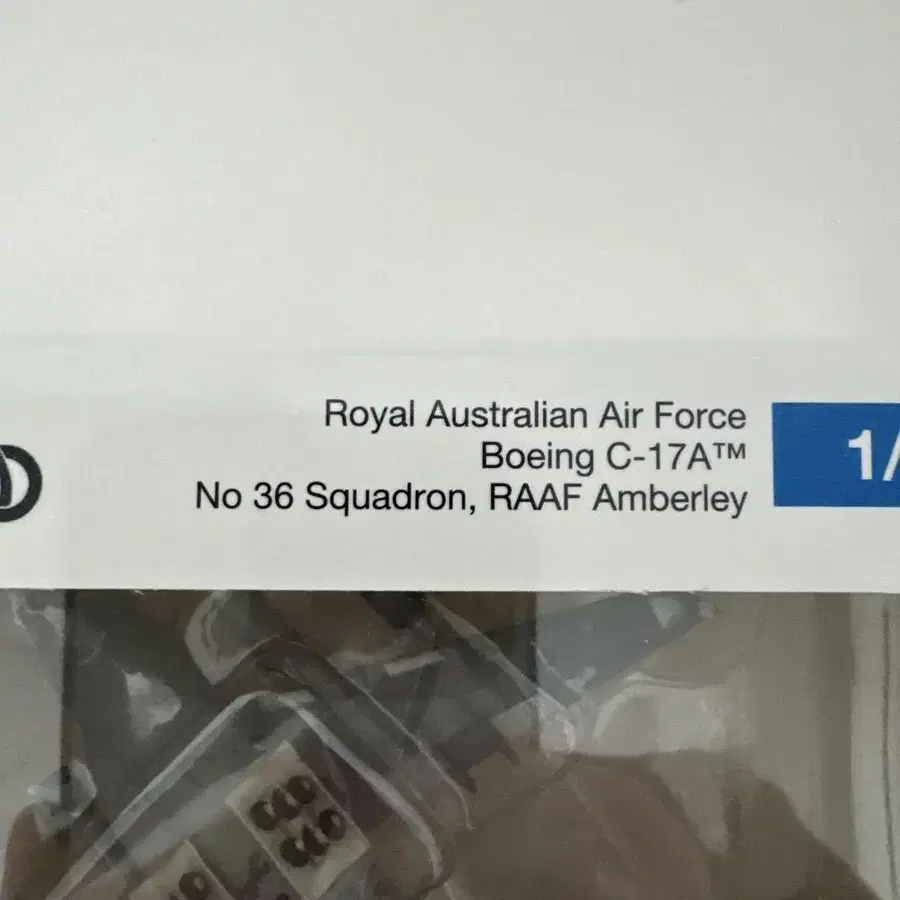 Royal Australian Air Force
Boeing C-17A™
No 36 Squadron, RAAF Amberley
1/